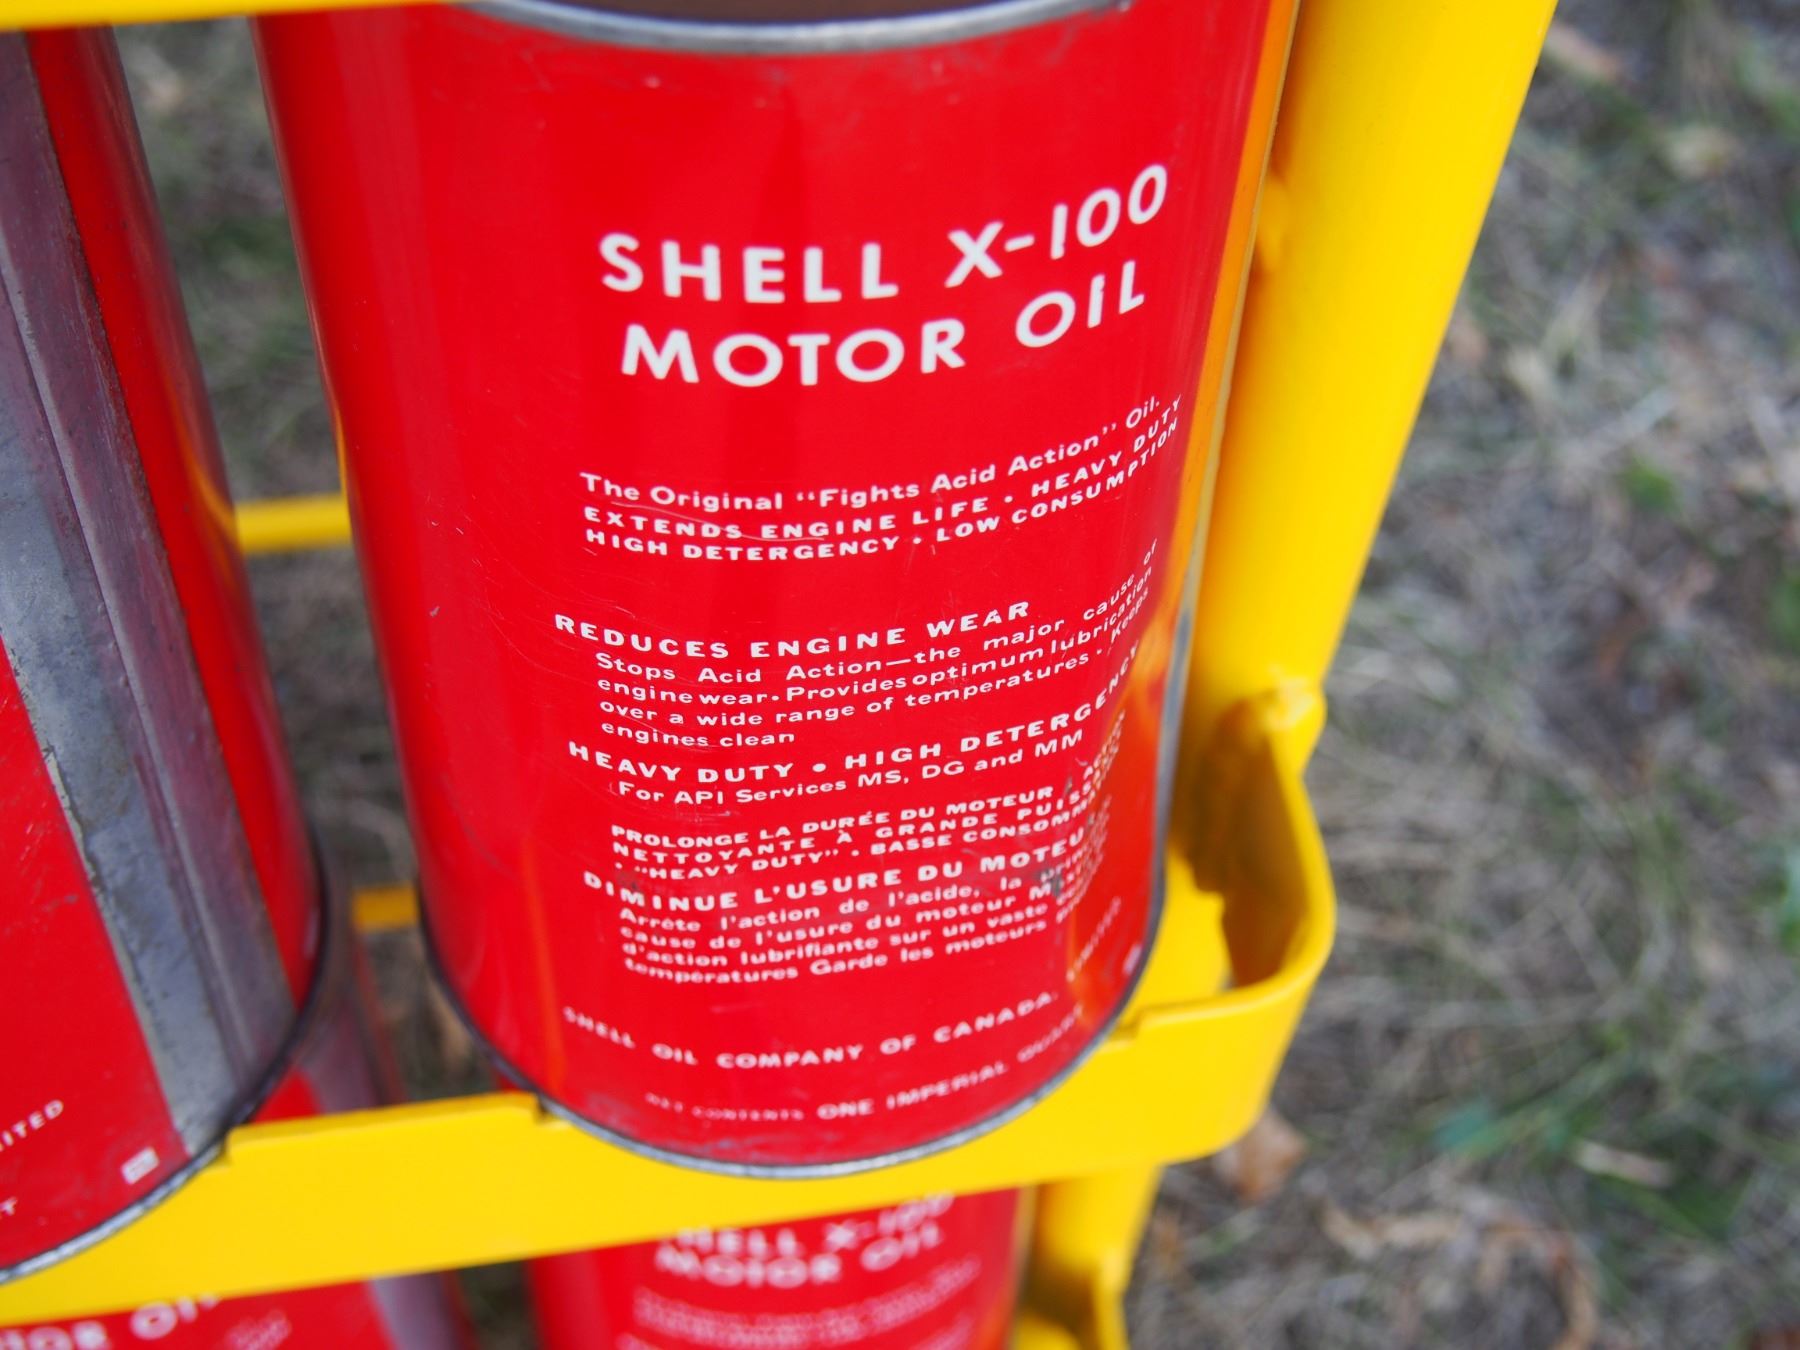 SHELL X-100
MOTOR OIL
The Original "Fights Acid Action" Oil.
EXTENDS ENGINE LIFE • HEAVY DUTY
HIGH DETERGENCY • LOW CONSUMPTION
REDUCES ENGINE WEAR
Stops Acid Action—the major cause of
engine wear • Provides optimum lubrication
over a wide range of temperatures • Keeps
engines clean
HEAVY DUTY • HIGH DETERGENCY
For API Services MS, DG and MM
PROLONGE LA DURÉE DU MOTEUR
NETTOYANTE À GRANDE
• "HEAVY DUTY" • BASSE
DIMINUE L'USURE DU MOTEUR
Arrête l'action de l'acide, la
cause de l'usure du moteur
d'action lubrifiante sur un vaste
températures Garde les moteurs
SHELL OIL COMPANY OF CANADA, LIMITED
NET CONTENTS ONE IMPERIAL QUART
SHELL X-100
MOTOR OIL